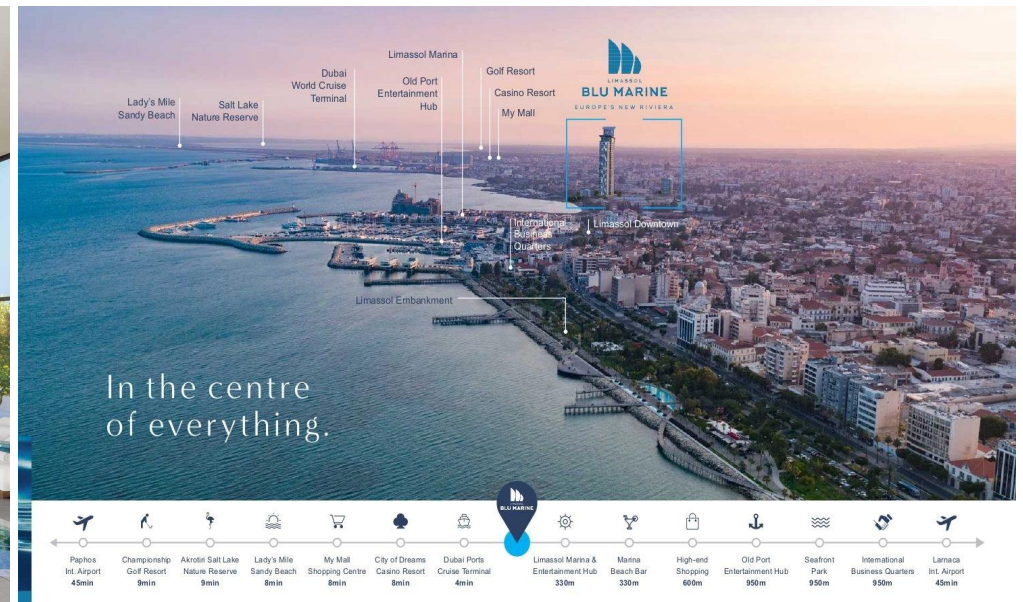 LIMASSOL
BLU MARINE
EUROPE'S NEW RIVIERA
Limassol Marina
Golf Resort
Dubai
World Cruise
Terminal
Old Port
Entertainment
Hub
Casino Resort
My Mall
Lady's Mile
Sandy Beach
Salt Lake
Nature Reserve
International
Business
Quarters
Limassol Downtown
Limassol Embankment
In the centre
of everything.
LIMASSOL
BLU MARINE
Paphos
Int. Airport
45min
Championship
Golf Resort
9min
Akrotiri Salt Lake
Nature Reserve
9min
Lady's Mile
Sandy Beach
8min
My Mall
Shopping Centre
8min
City of Dreams
Casino Resort
8min
Dubai Ports
Cruise Terminal
4min
Limassol Marina &
Entertainment Hub
330m
Marina
Beach Bar
330m
High-end
Shopping
600m
Old Port
Entertainment Hub
950m
Seafront
Park
950m
International
Business Quarters
950m
Larnaca
Int. Airport
45min